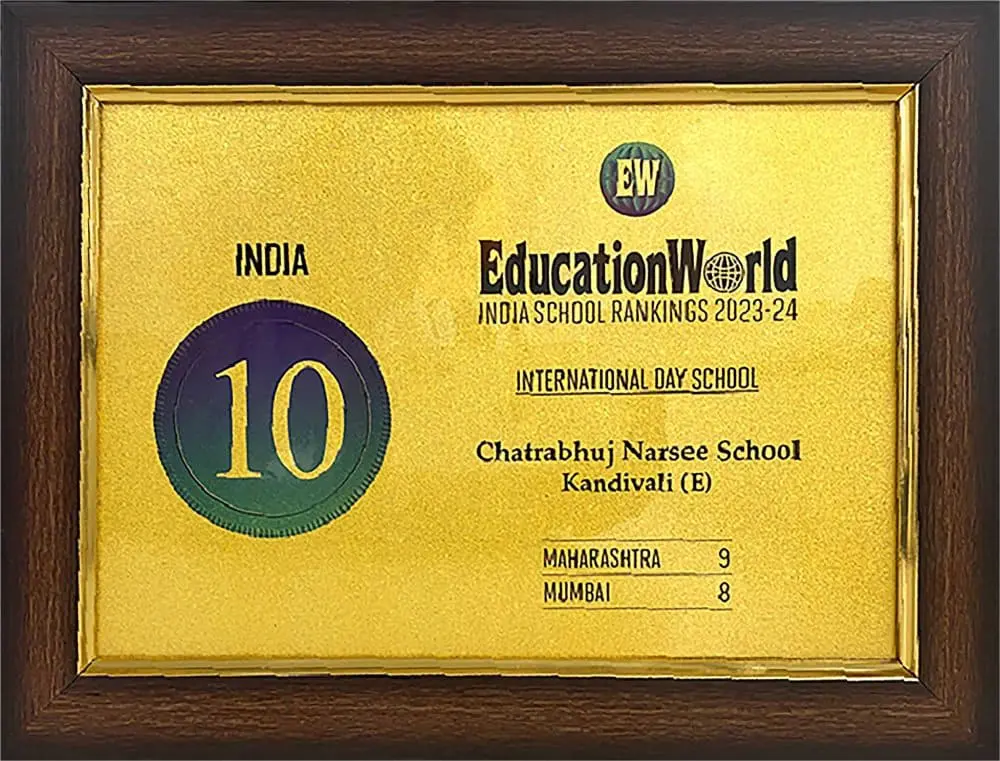 INDIA
10
EW
EducationWorld
INDIA SCHOOL RANKINGS 2023-24
INTERNATIONAL DAY SCHOOL
Chatrabhuj Narsee School
Kandivali (E)
MAHARASHTRA 9
MUMBAI 8